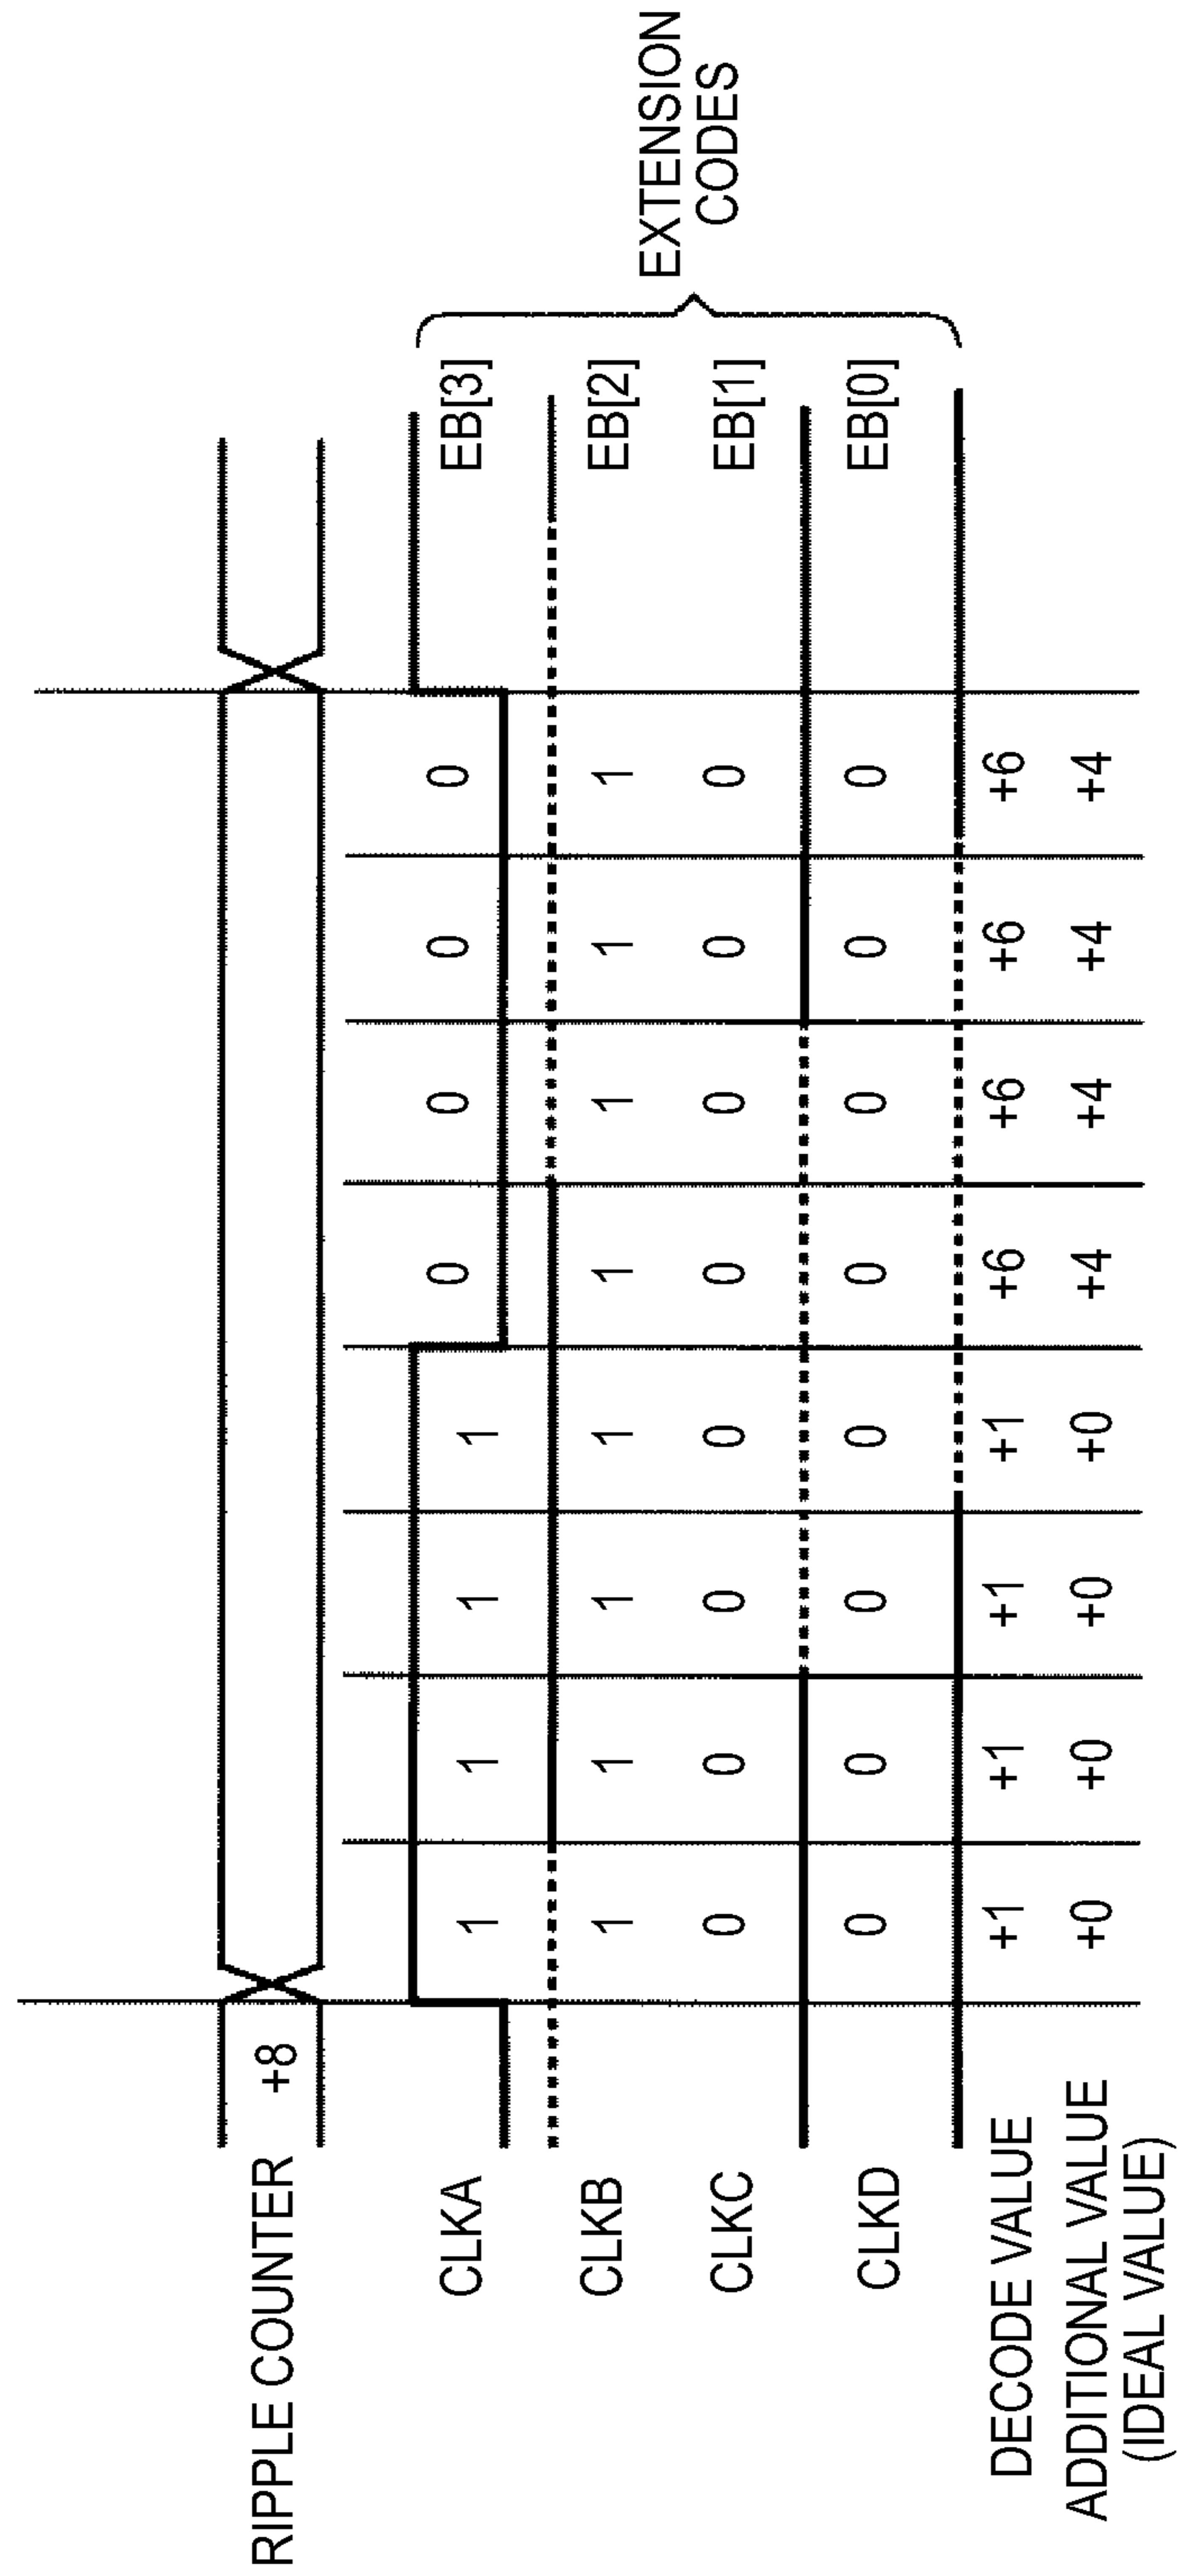 RIPPLE COUNTER +8
CLKA 1 1 1 1 0 0 0 0 EB[3]
CLKB 1 1 1 1 1 1 1 1 EB[2]
CLKC 0 0 0 0 0 0 0 0 EB[1]
CLKD 0 0 0 0 0 0 0 0 EB[0]
EXTENSION
CODES
DECODE VALUE +1 +1 +1 +1 +6 +6 +6 +6
ADDITIONAL VALUE +0 +0 +0 +0 +4 +4 +4 +4
(IDEAL VALUE)